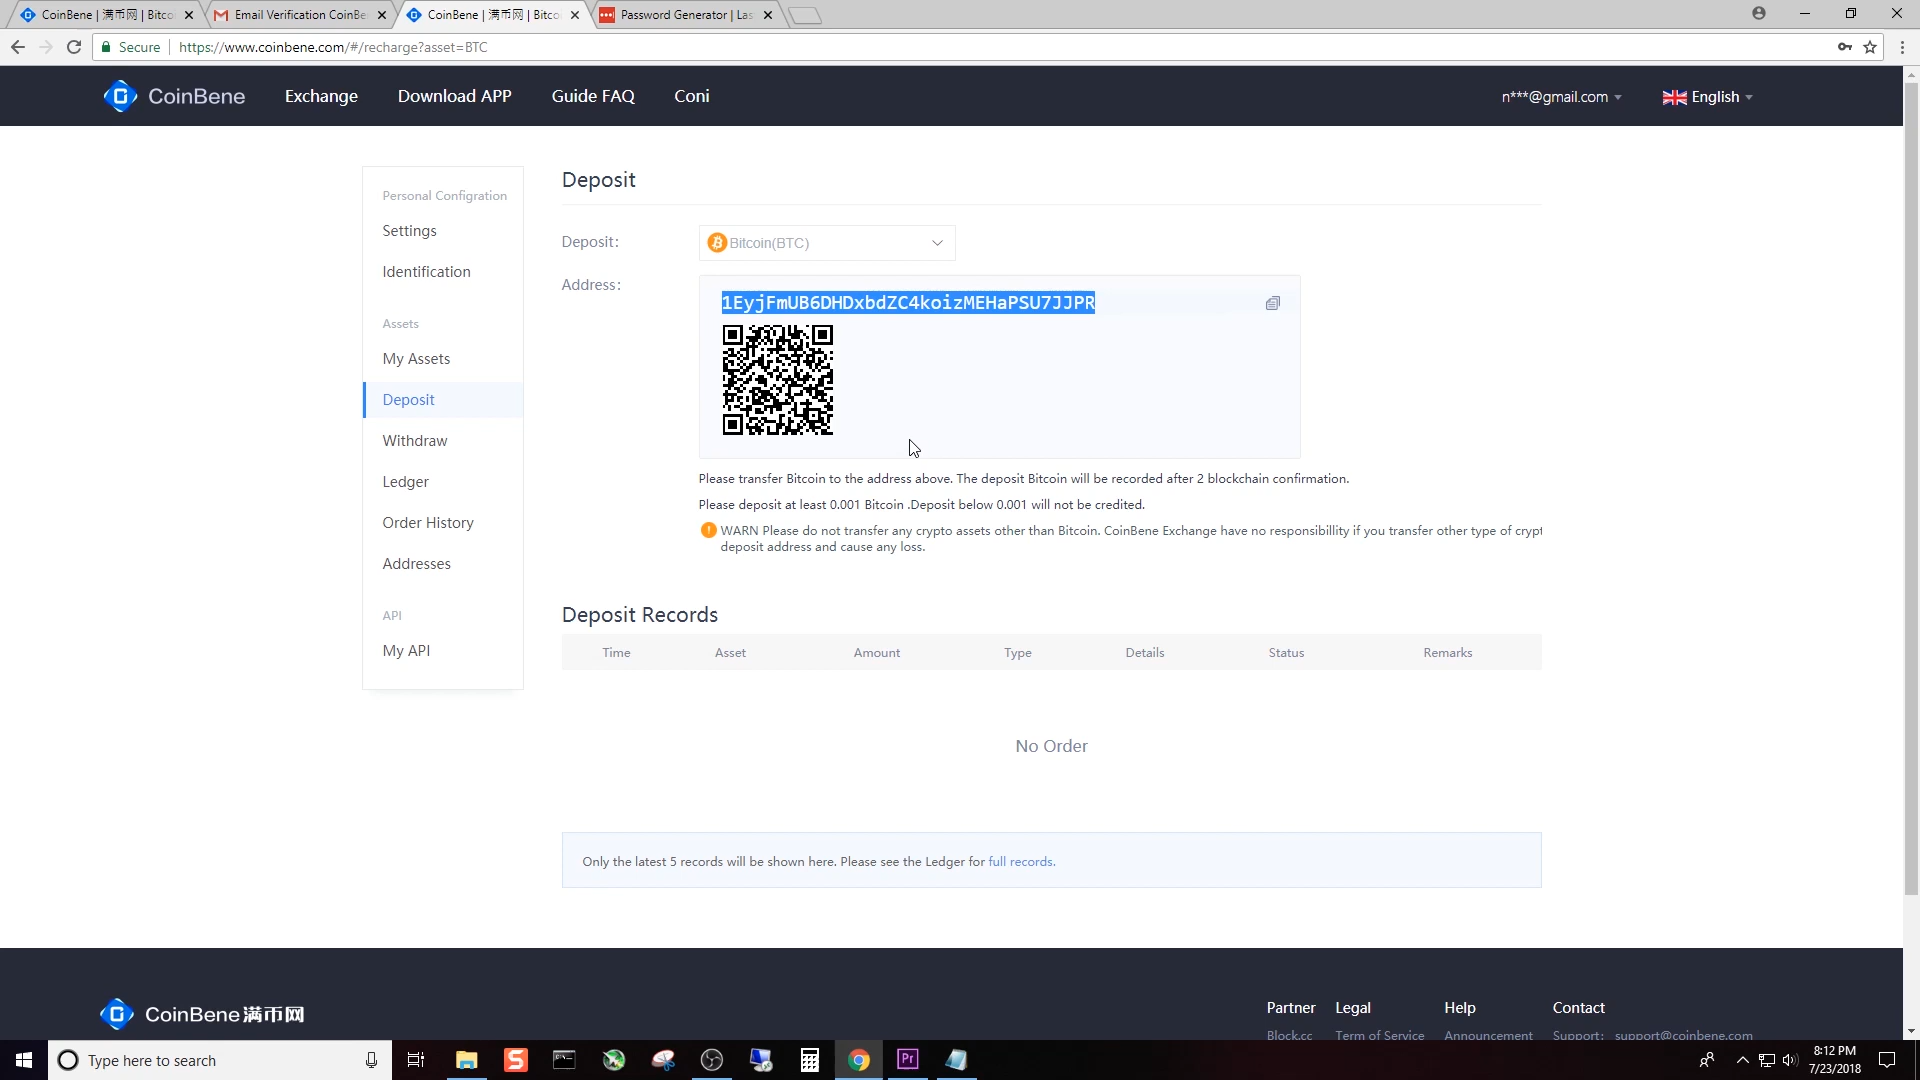 CoinBene | 满币网 | Bitco
Email Verification CoinBe
CoinBene | 满币网 | Bitco
Password Generator | Las
Secure
https://www.coinbene.com/#/recharge?asset=BTC
CoinBene
Exchange
Download APP
Guide FAQ
Coni
n***@gmail.com
English
Personal Configration
Settings
Identification
Assets
My Assets
Deposit
Withdraw
Ledger
Order History
Addresses
API
My API
Deposit
Deposit:
Bitcoin(BTC)
Address:
1EyjFmUB6DHDxbdZC4koizMEHaPSU7JJPR
Please transfer Bitcoin to the address above. The deposit Bitcoin will be recorded after 2 blockchain confirmation.
Please deposit at least 0.001 Bitcoin .Deposit below 0.001 will not be credited.
WARN Please do not transfer any crypto assets other than Bitcoin. CoinBene Exchange have no responsibillity if you transfer other type of crypt
deposit address and cause any loss.
Deposit Records
Time Asset Amount Type Details Status Remarks
No Order
Only the latest 5 records will be shown here. Please see the Ledger for full records.
CoinBene满币网
Partner Legal Help Contact
Block.cc Term of Service Announcement Support: support@coinbene.com
Type here to search
8:12 PM
7/23/2018